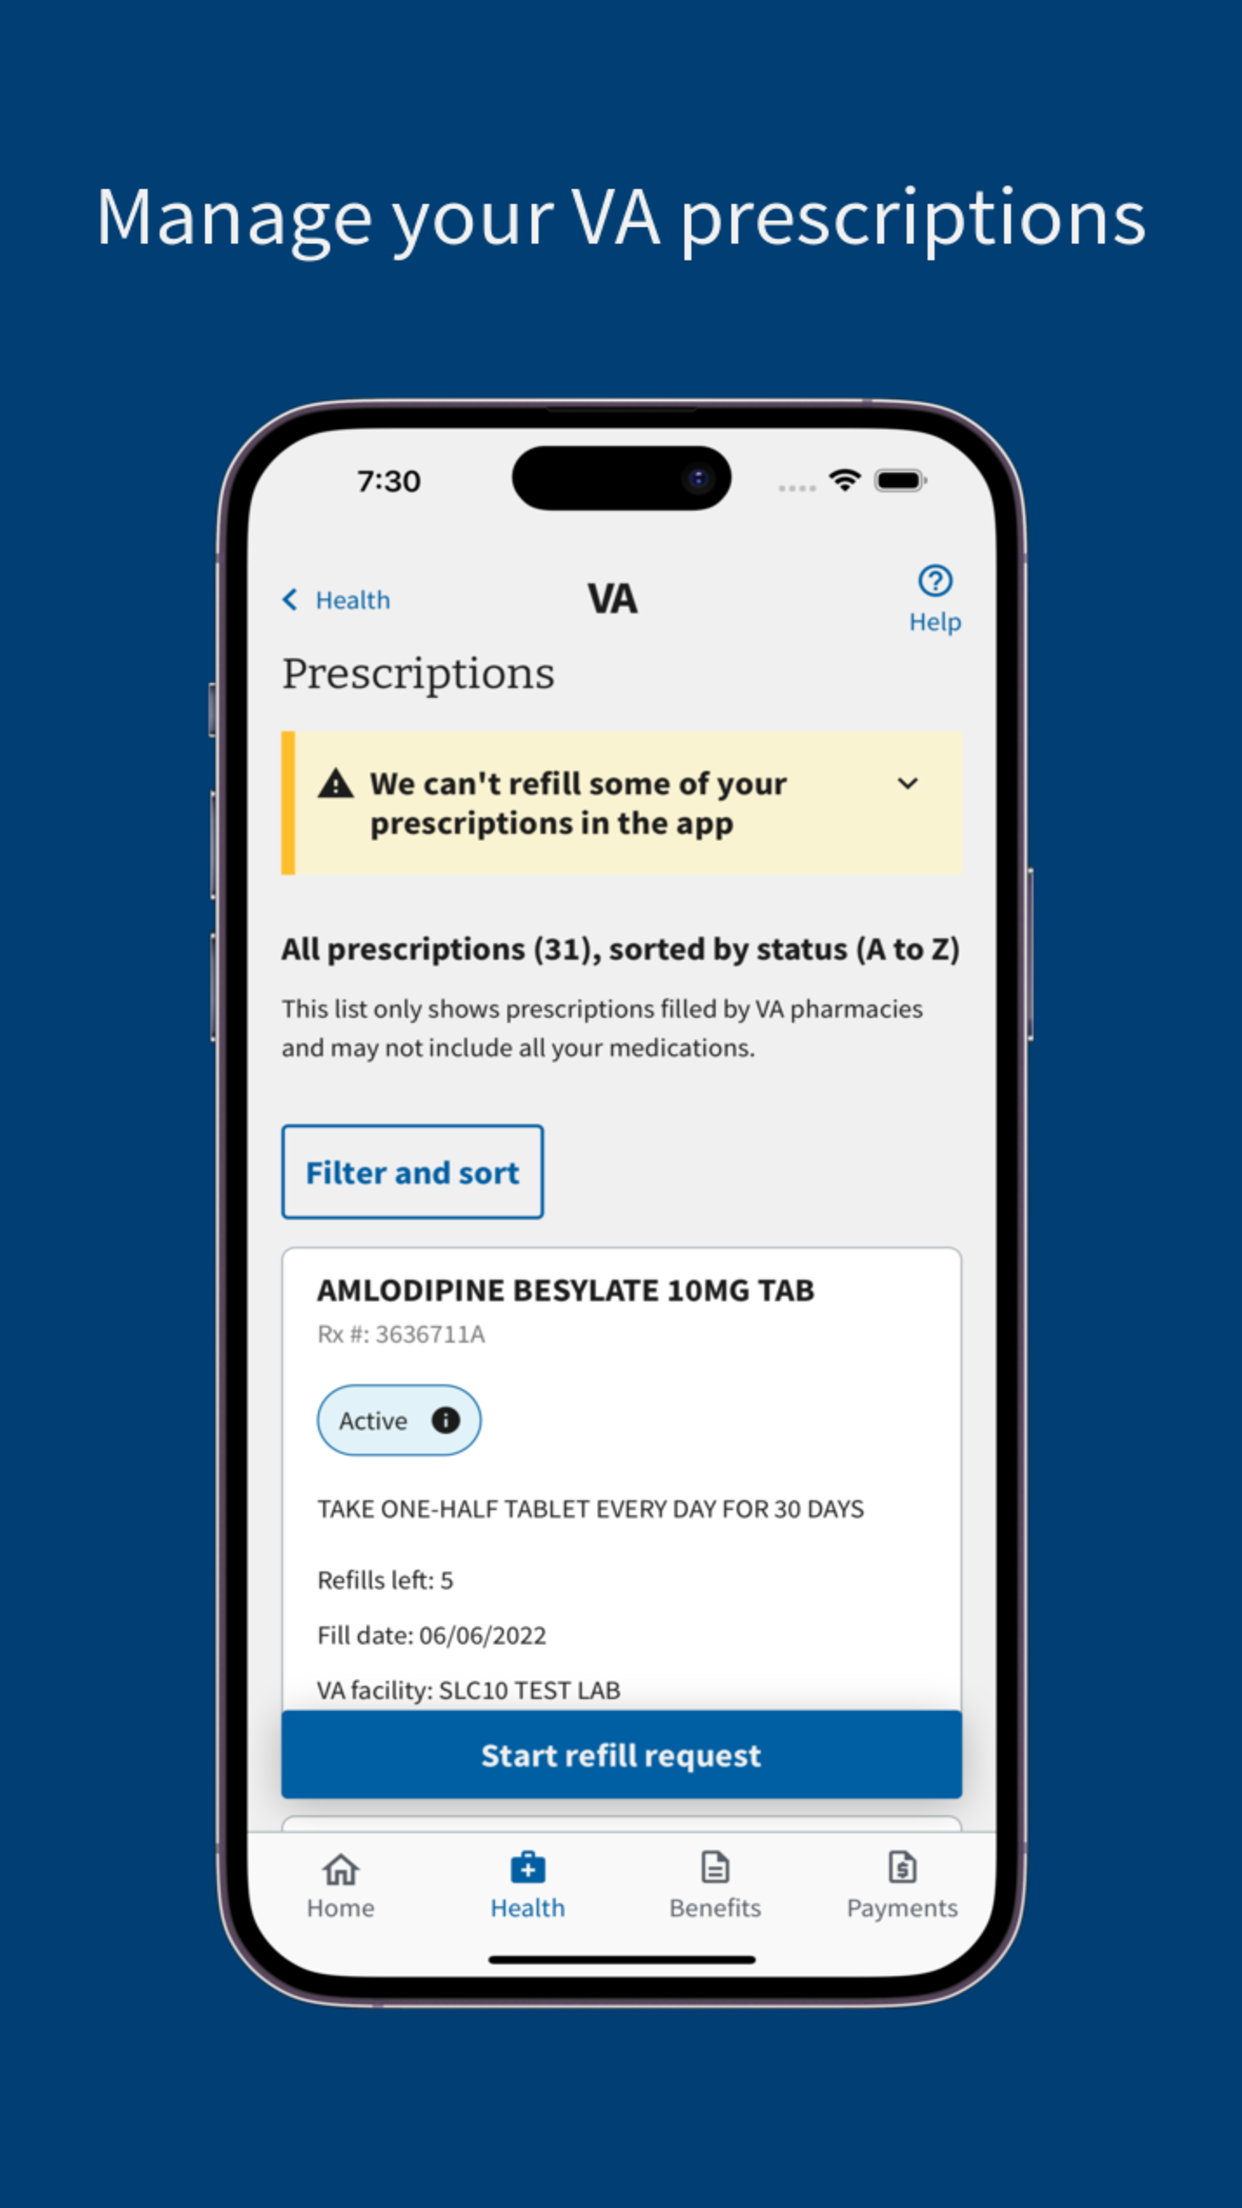 Manage your VA prescriptions
7:30
Health
VA
Help
Prescriptions
We can't refill some of your
prescriptions in the app
All prescriptions (31), sorted by status (A to Z)
This list only shows prescriptions filled by VA pharmacies
and may not include all your medications.
Filter and sort
AMLODIPINE BESYLATE 10MG TAB
Rx #: 3636711A
Active
TAKE ONE-HALF TABLET EVERY DAY FOR 30 DAYS
Refills left: 5
Fill date: 06/06/2022
VA facility: SLC10 TEST LAB
Start refill request
Home
Health
Benefits
Payments